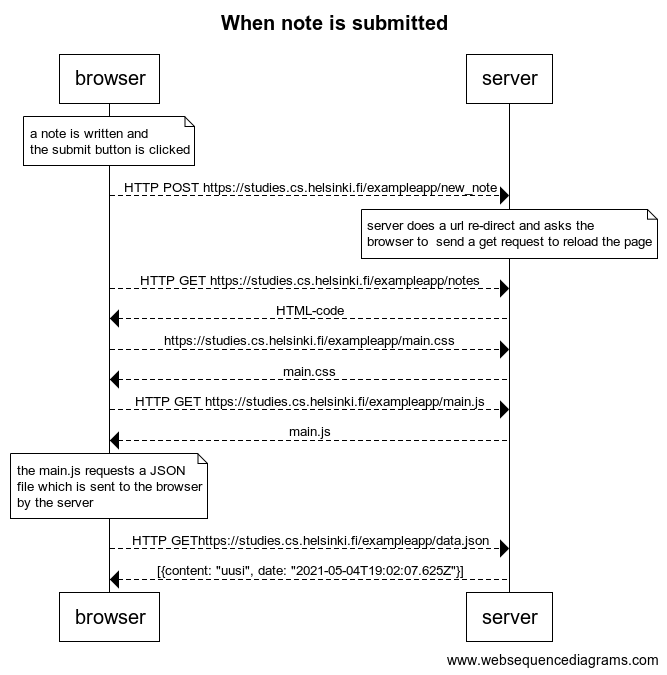 When note is submitted
browser
server
a note is written and
the submit button is clicked
HTTP POST https://studies.cs.helsinki.fi/exampleapp/new_note
server does a url re-direct and asks the
browser to  send a get request to reload the page
HTTP GET https://studies.cs.helsinki.fi/exampleapp/notes
HTML-code
https://studies.cs.helsinki.fi/exampleapp/main.css
main.css
HTTP GET https://studies.cs.helsinki.fi/exampleapp/main.js
main.js
the main.js requests a JSON
file which is sent to the browser
by the server
HTTP GEThttps://studies.cs.helsinki.fi/exampleapp/data.json
[{content: "uusi", date: "2021-05-04T19:02:07.625Z"}]
browser
server
www.websequencediagrams.com